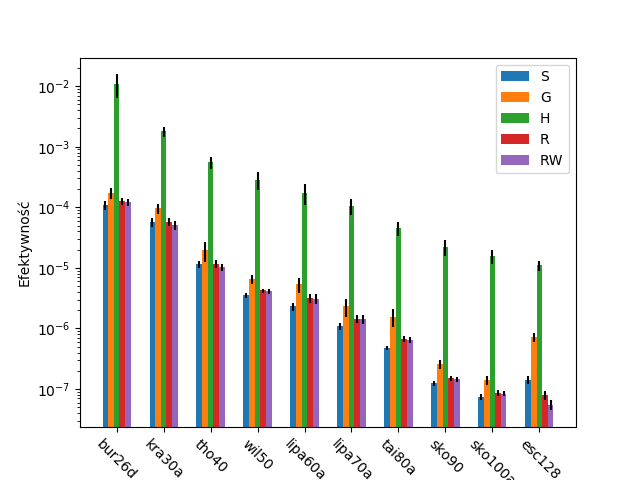 Efektywność
10⁻²
10⁻³
10⁻⁴
10⁻⁵
10⁻⁶
10⁻⁷
S
G
H
R
RW
bur26d
kra30a
tho40
wil50
lipa60a
lipa70a
tai80a
sko90
sko100a
esc128